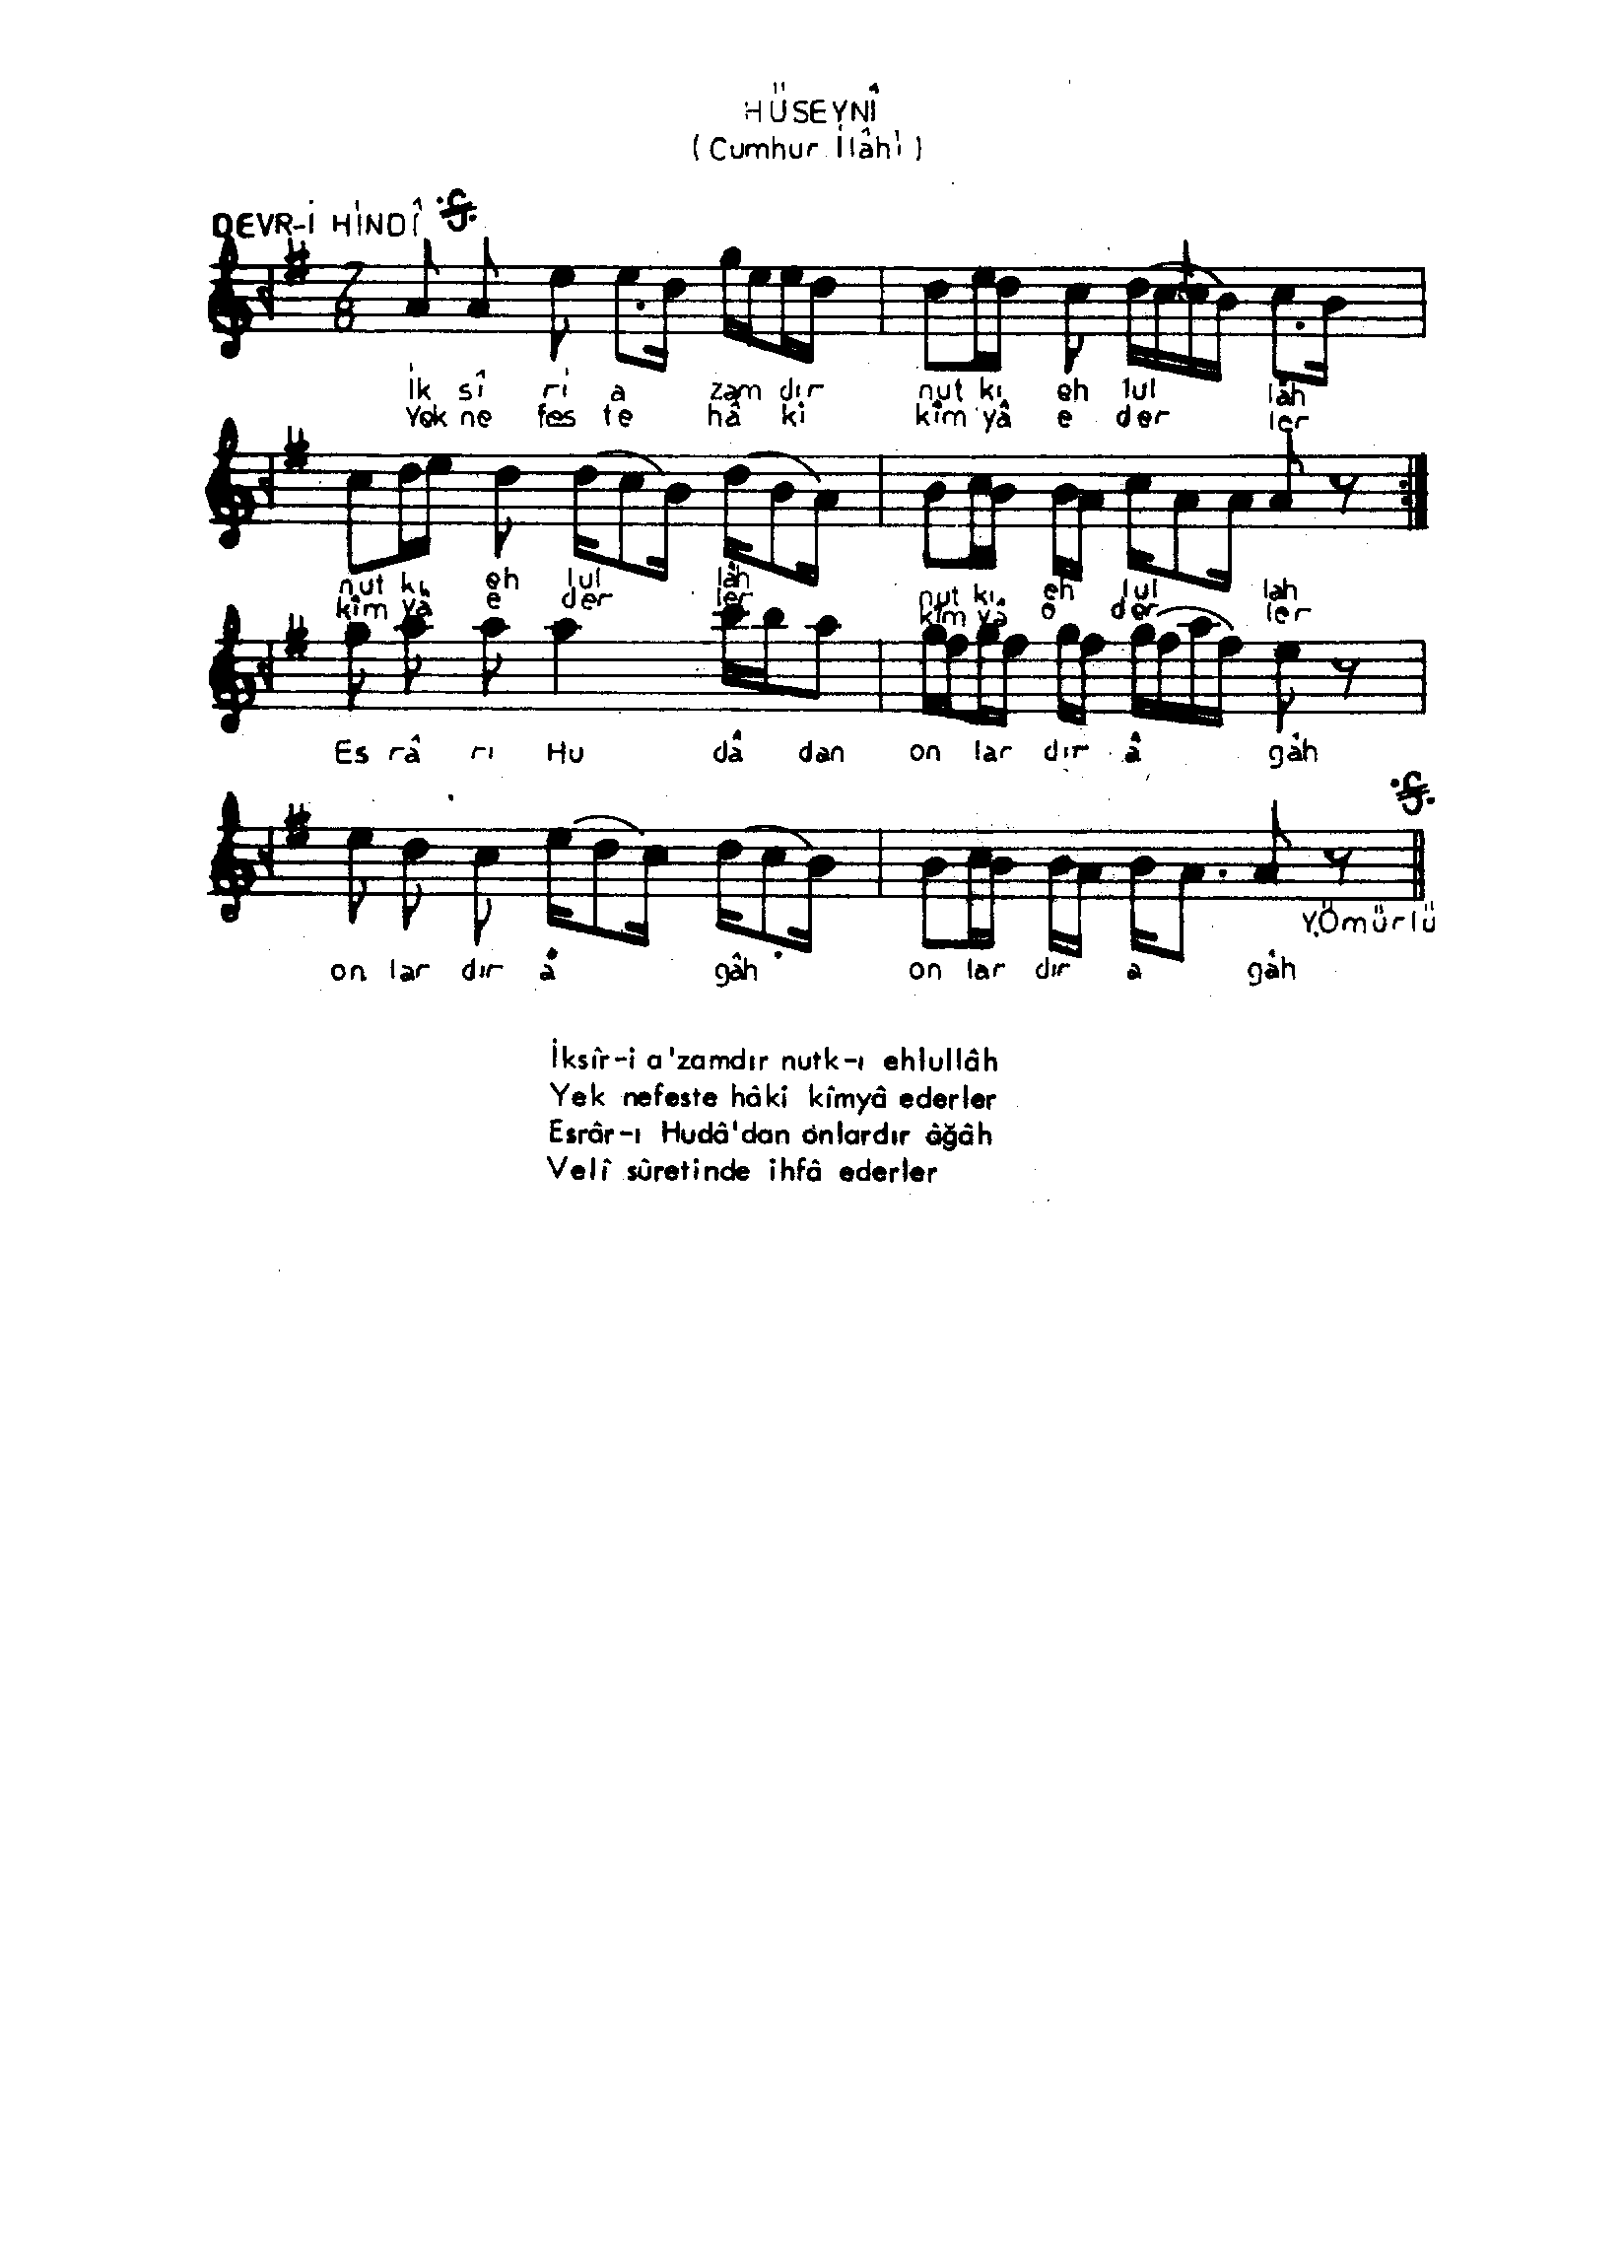 HÜSEYNÎ
(Cumhur İlâhi)
DEVR-İ HİNDÎ
7
8
İk sî ri a zam dır nut kı eh lul lâh
Yek ne fes te hâ ki kîm yâ e der ler
nut kı eh lul lâh nut kı eh lul lah
kîm yâ e der ler kîm yâ e der ler
Es râ rı Hu dâ dan on lar dır â gâh
on lar dır â gâh on lar dır a gâh
Y.Ömürlü
İksîr-i a'zamdır nutk-ı ehlullâh
Yek nefeste hâki kîmyâ ederler
Esrâr-ı Hudâ'dan onlardır âğâh
Velî sûretinde ihfâ ederler